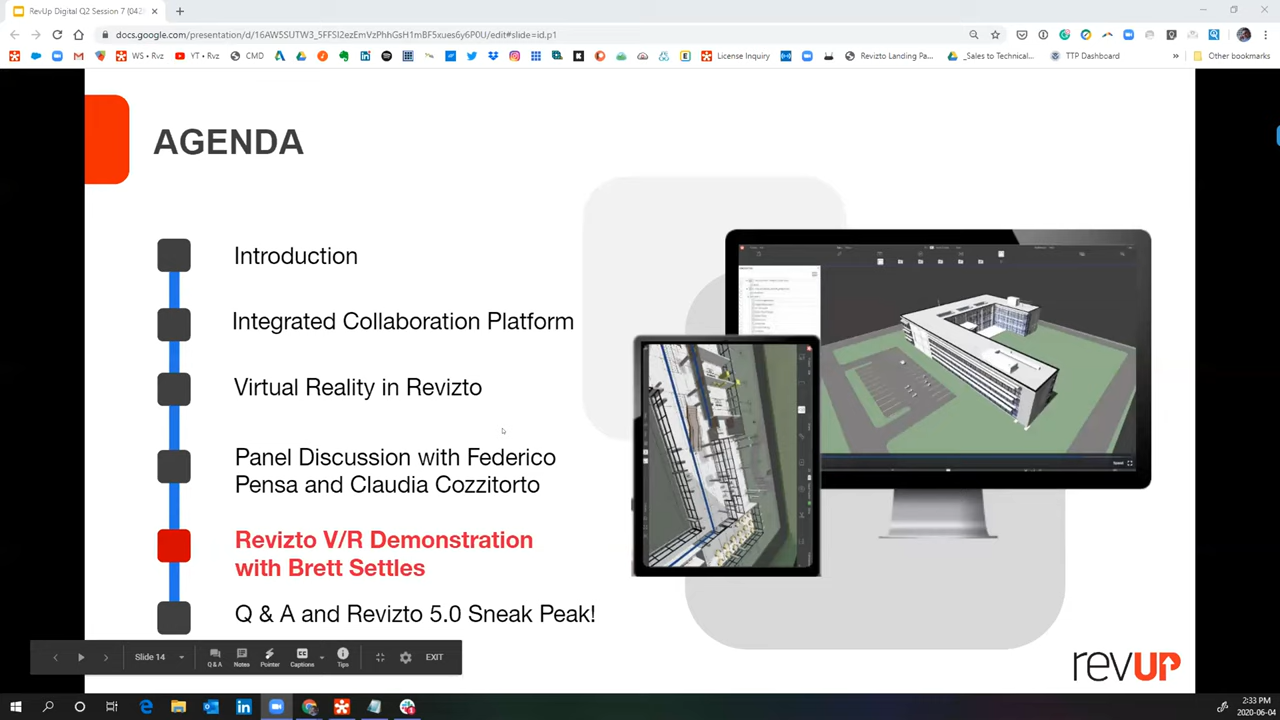 RevUp Digital Q2 Session 7 (042
docs.google.com/presentation/d/16AW5SUTW3_5FFSI2ezEmVzPhhGsH1mBF5xues6y6P0U/edit#slide=id.p1
WS • Rvz
YT • Rvz
CMD
License Inquiry
Revizto Landing Pa...
_Sales to Technical...
TTP Dashboard
Other bookmarks
AGENDA
Introduction
Integrated Collaboration Platform
Virtual Reality in Revizto
Panel Discussion with Federico
Pensa and Claudia Cozzitorto
Revizto V/R Demonstration
with Brett Settles
Q & A and Revizto 5.0 Sneak Peak!
Slide 14
Q & A
Notes
Pointer
Captions
Tips
EXIT
revUP
2:33 PM
2020-06-04